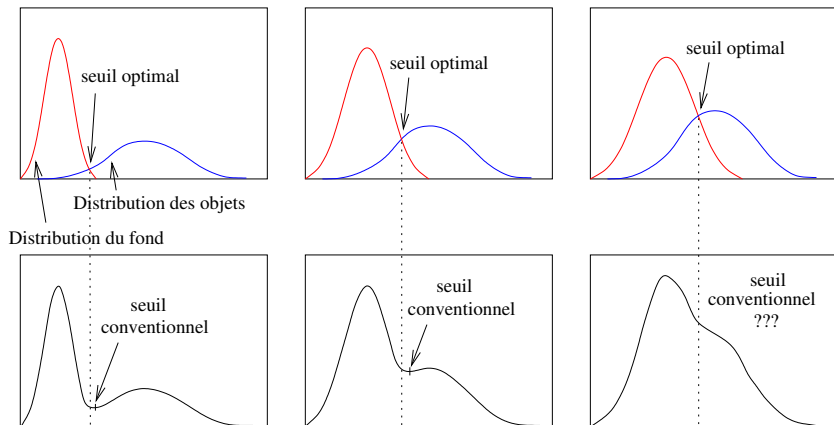 seuil optimal
seuil optimal
seuil optimal
Distribution des objets
Distribution du fond
seuil
conventionnel
seuil
conventionnel
seuil
conventionnel
???